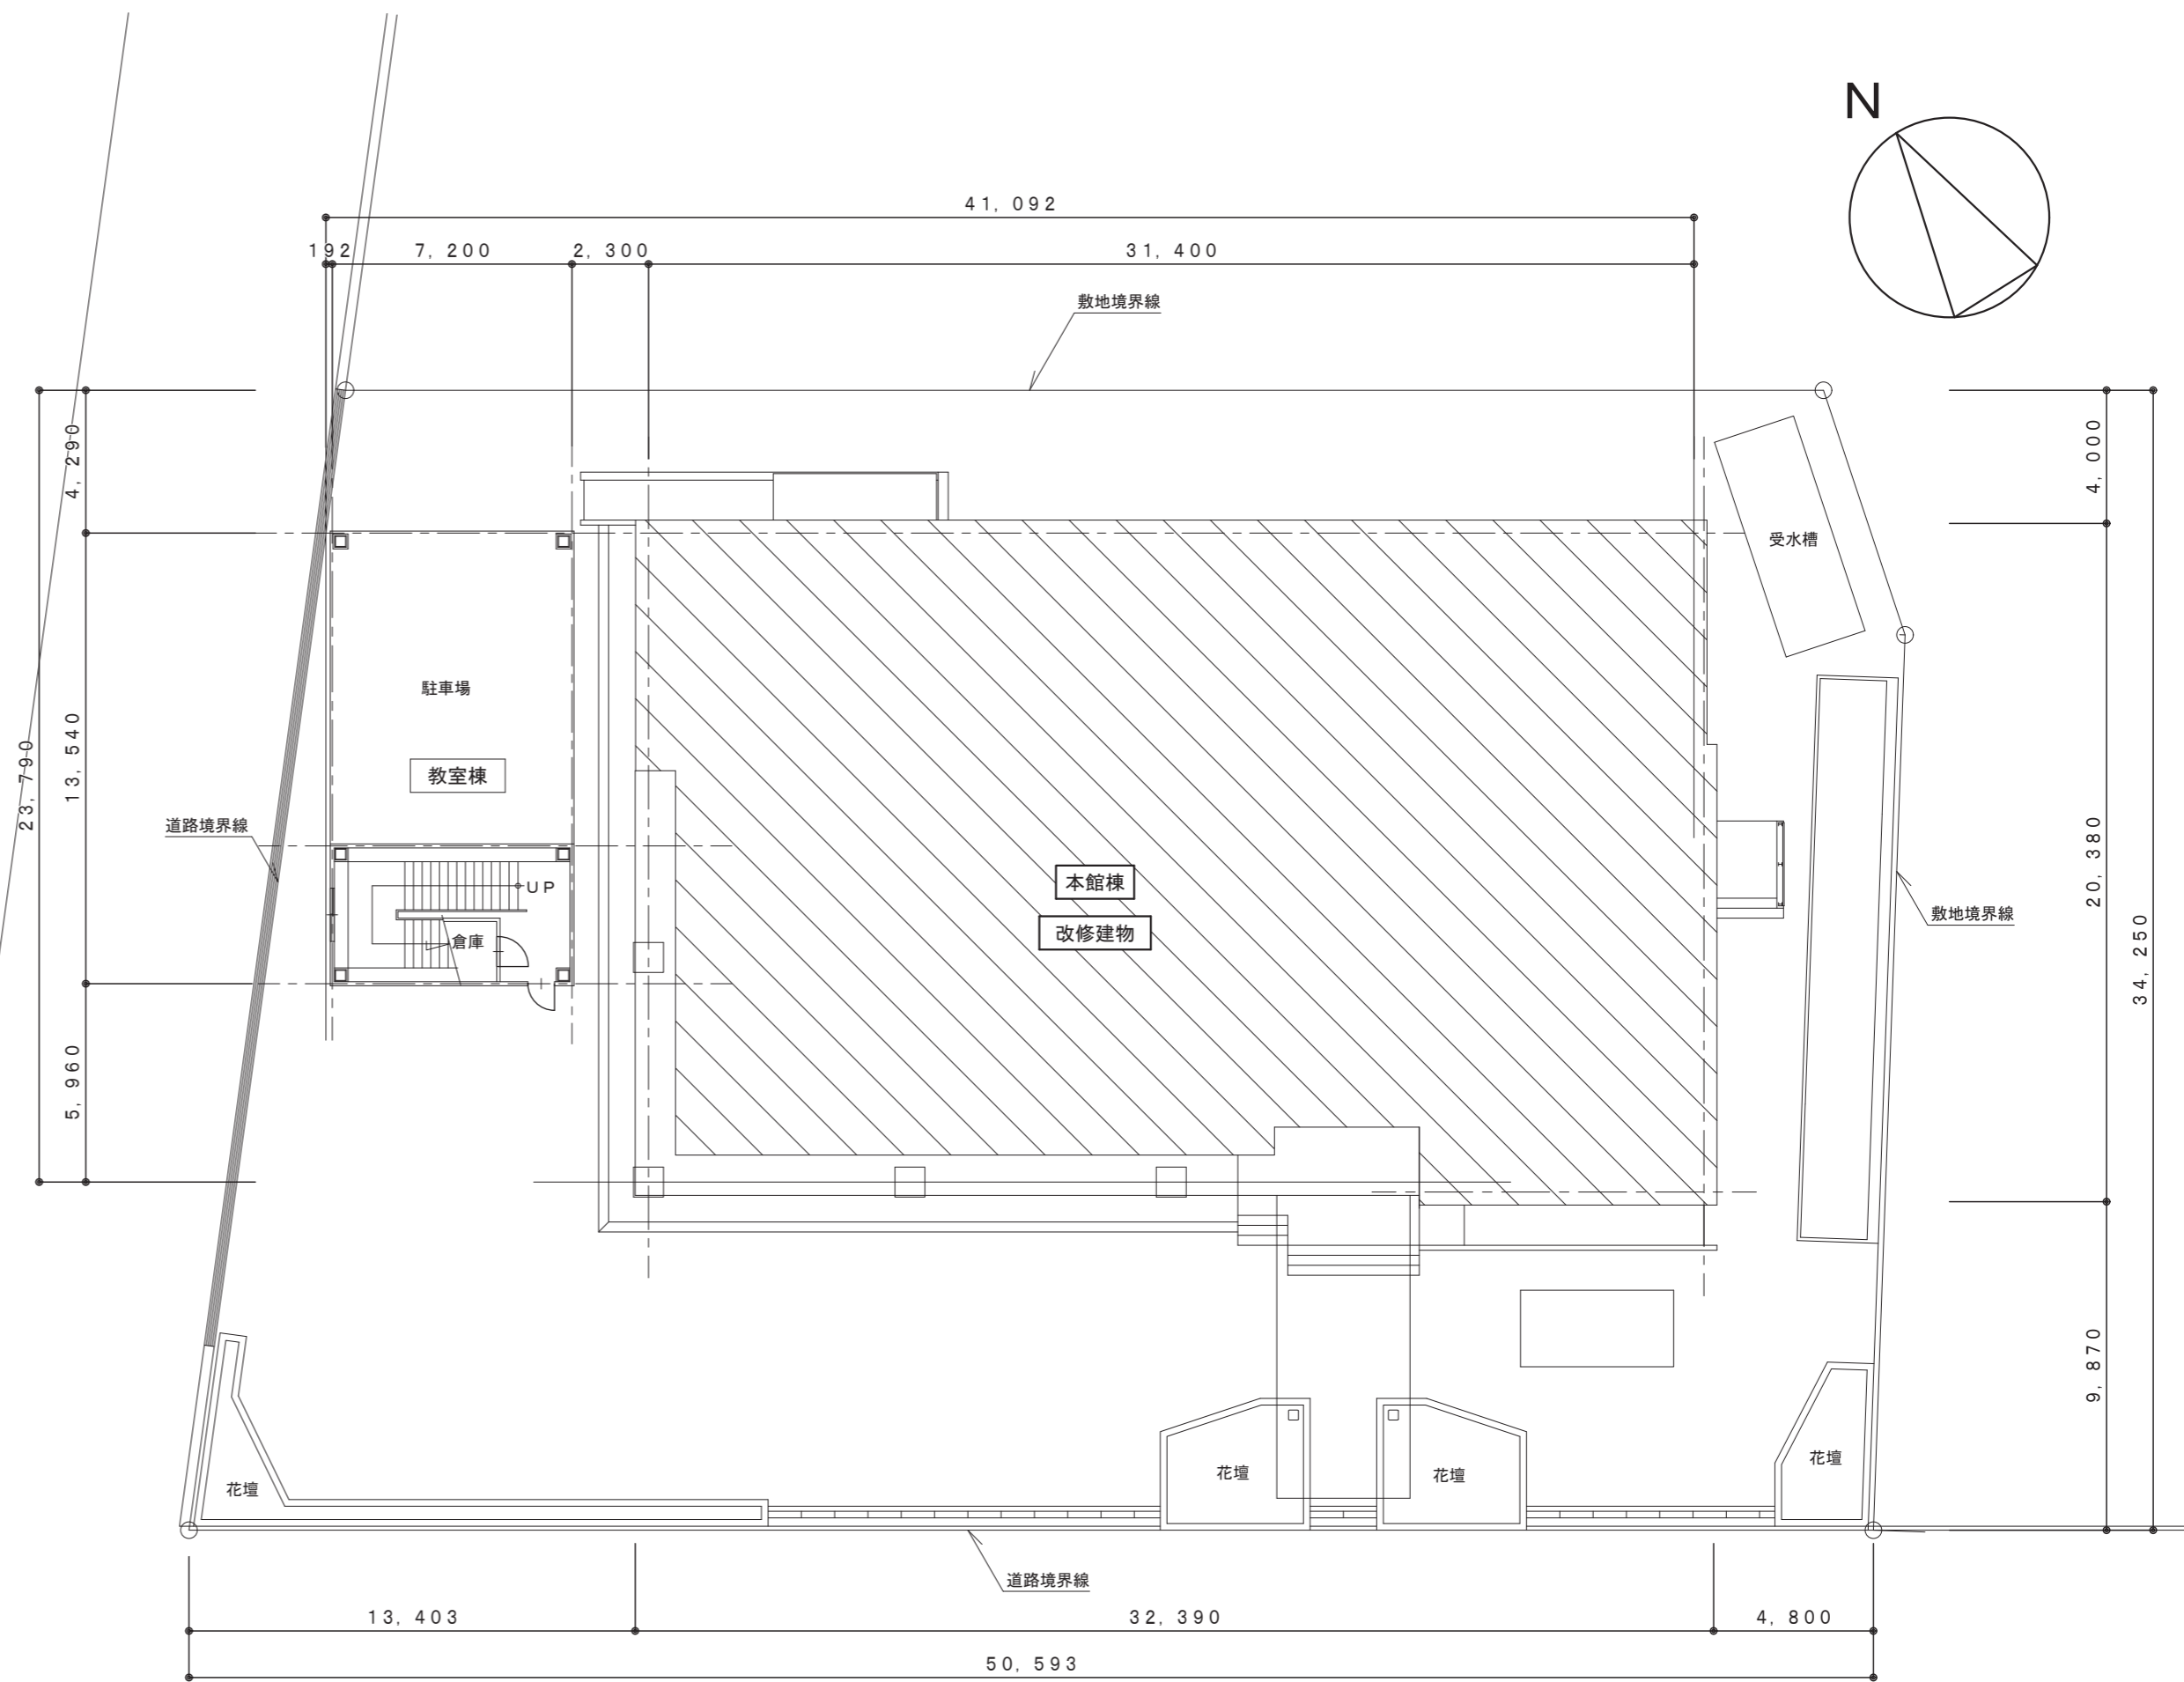 N
41,092
192
7,200
2,300
31,400
敷地境界線
4,290
4,000
受水槽
駐車場
13,540
23,790
教室棟
道路境界線
本館棟
20,380
UP
敷地境界線
改修建物
倉庫
34,250
5,960
9,870
花壇
花壇
花壇
花壇
道路境界線
13,403
32,390
4,800
50,593